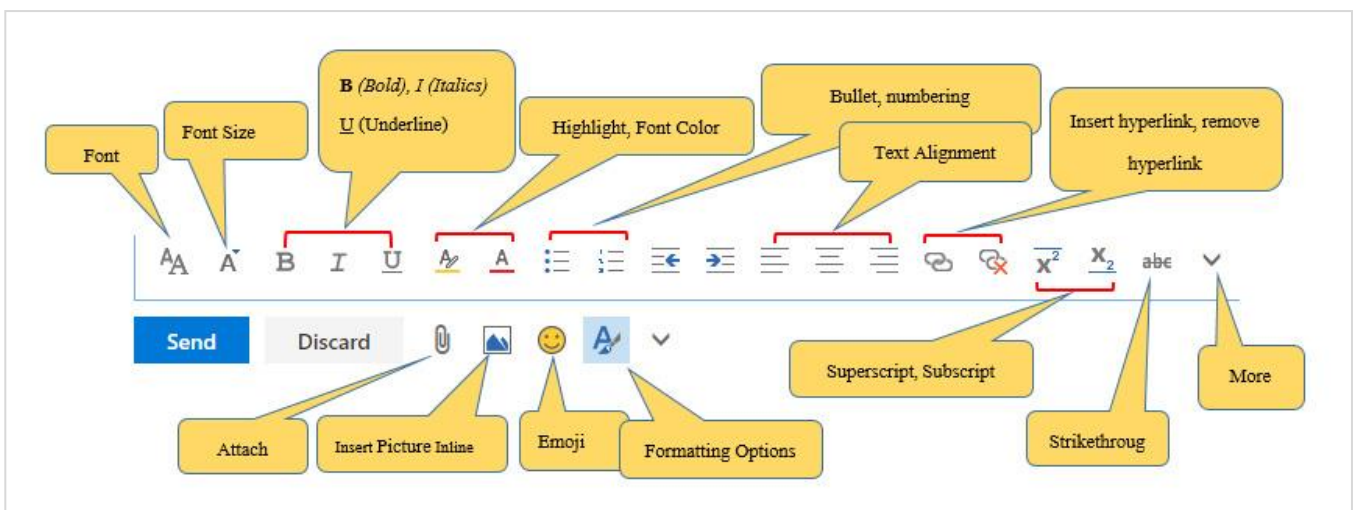 B (Bold), I (Italics)
U (Underline)
Font Size
Font
Highlight, Font Color
Bullet, numbering
Text Alignment
Insert hyperlink, remove
hyperlink
AA A B I U A A X² X₂ abc
Send Discard A
Superscript, Subscript
More
Attach
Insert Picture Inline
Emoji
Formatting Options
Strikethroug